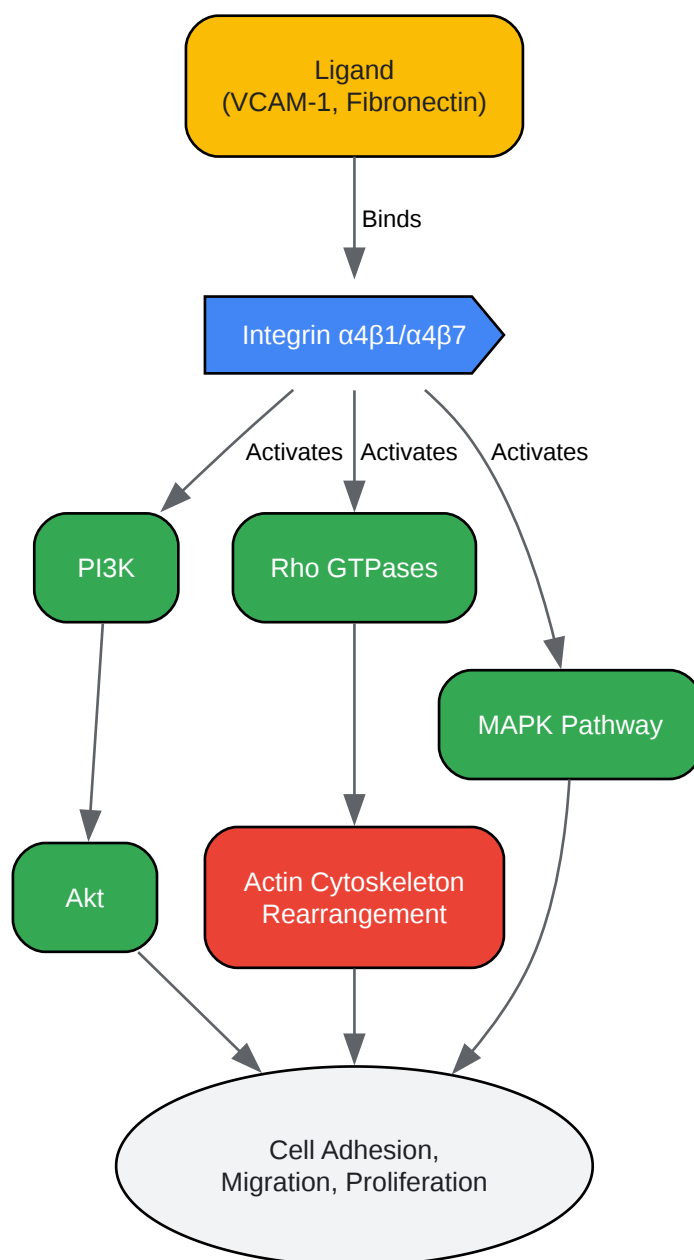 Ligand
(VCAM-1, Fibronectin)
Binds
Integrin α4β1/α4β7
Activates
Activates
Activates
PI3K
Rho GTPases
MAPK Pathway
Akt
Actin Cytoskeleton
Rearrangement
Cell Adhesion,
Migration, Proliferation